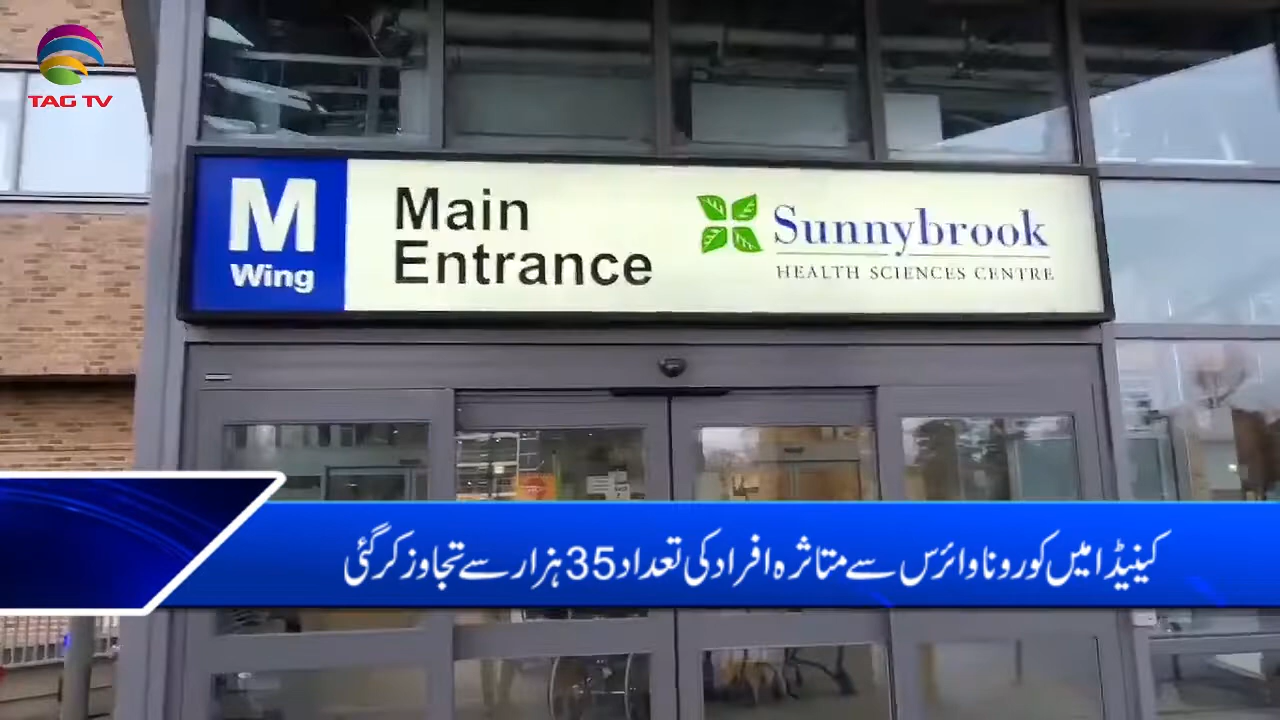 TAG TV
M
Wing
Main
Entrance
Sunnybrook
HEALTH SCIENCES CENTRE
کینیڈا میں کورونا وائرس سے متاثرہ افراد کی تعداد 35 ہزار سے تجاوز کر گئی